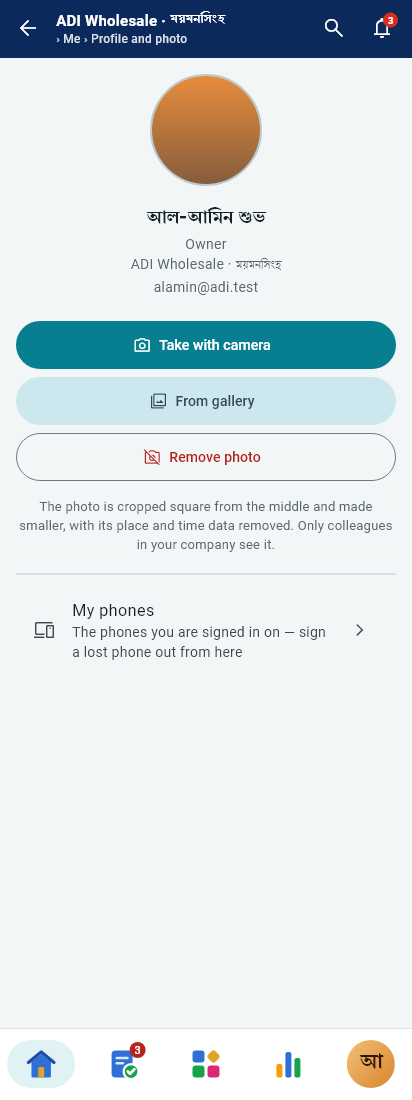 ADI Wholesale · ময়মনসিংহ
› Me › Profile and photo
3
আল-আমিন শুভ
Owner
ADI Wholesale · ময়মনসিংহ
alamin@adi.test
Take with camera
From gallery
Remove photo
The photo is cropped square from the middle and made
smaller, with its place and time data removed. Only colleagues
in your company see it.
My phones
The phones you are signed in on — sign
a lost phone out from here
3
আ